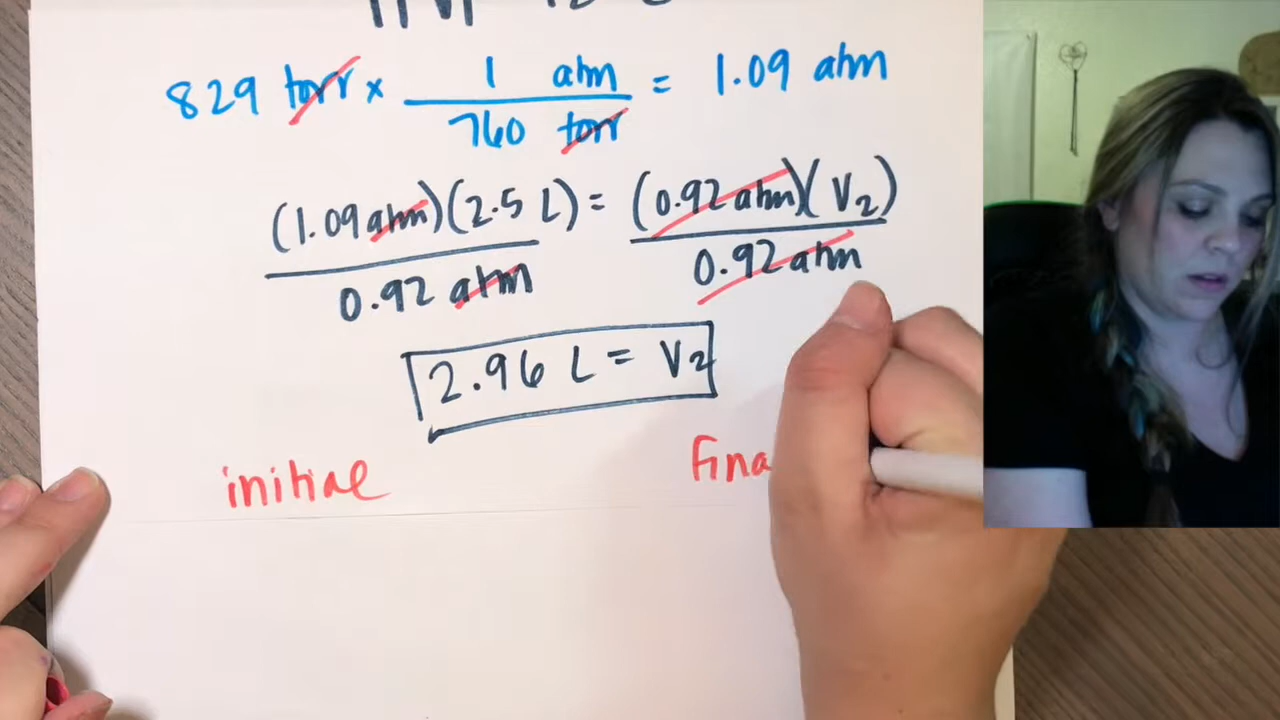 829 torr x 1 atm / 760 torr = 1.09 atm
(1.09 atm)(2.5 L) / 0.92 atm = (0.92 atm)(V₂) / 0.92 atm
2.96 L = V₂
initial Fina